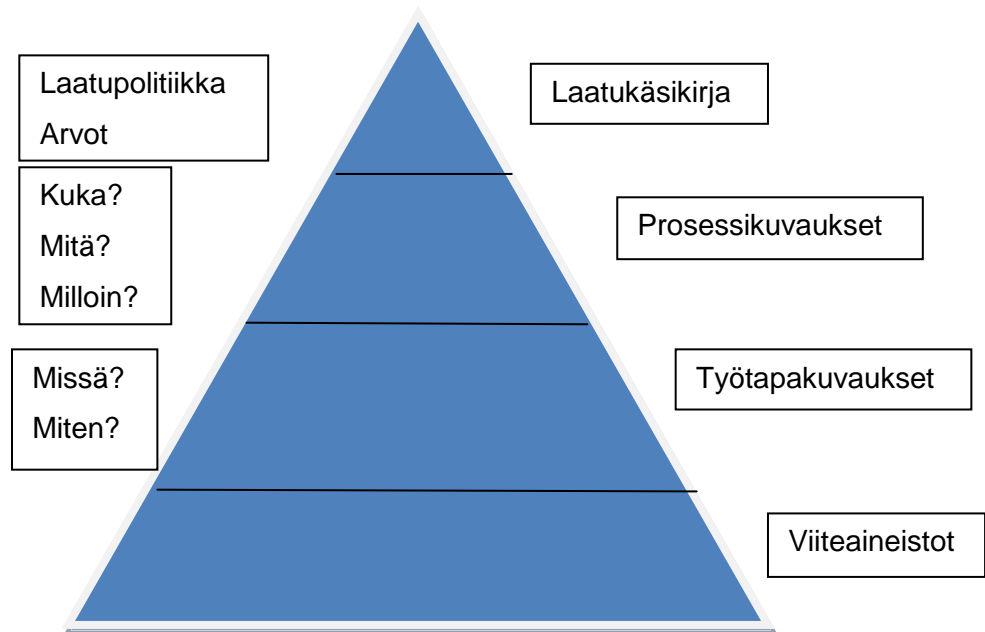 Laatupolitiikka
Arvot
Laatukäsikirja
Kuka?
Mitä?
Milloin?
Prosessikuvaukset
Missä?
Miten?
Työtapakuvaukset
Viiteaineistot